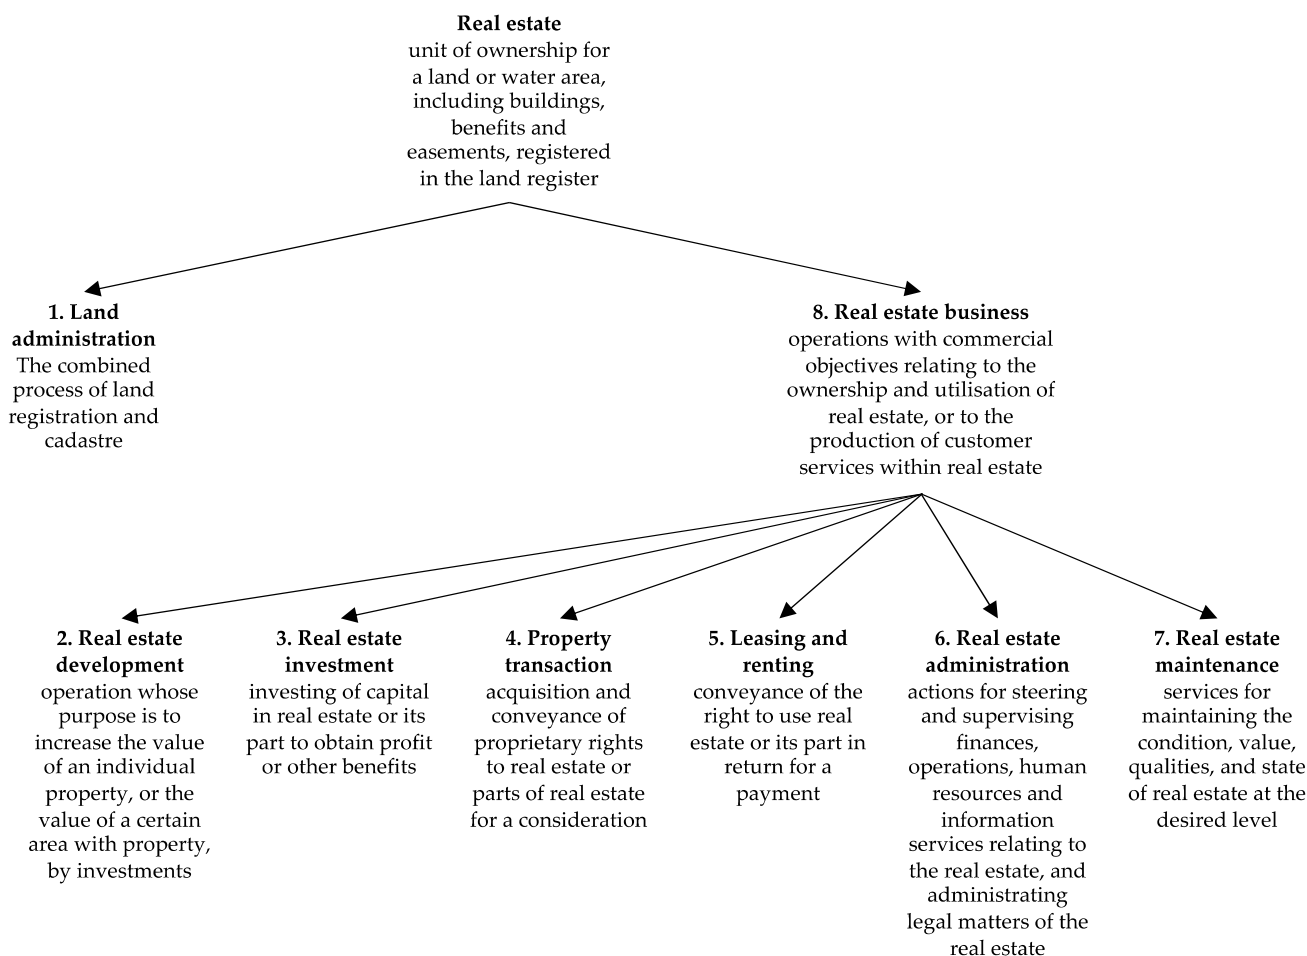 Real estate
unit of ownership for
a land or water area,
including buildings,
benefits and
easements, registered
in the land register
1. Land
administration
The combined
process of land
registration and
cadastre
8. Real estate business
operations with commercial
objectives relating to the
ownership and utilisation of
real estate, or to the
production of customer
services within real estate
2. Real estate
development
operation whose
purpose is to
increase the value
of an individual
property, or the
value of a certain
area with property,
by investments
3. Real estate
investment
investing of capital
in real estate or its
part to obtain profit
or other benefits
4. Property
transaction
acquisition and
conveyance of
proprietary rights
to real estate or
parts of real estate
for a consideration
5. Leasing and
renting
conveyance of the
right to use real
estate or its part in
return for a
payment
6. Real estate
administration
actions for steering
and supervising
finances,
operations, human
resources and
information
services relating to
the real estate, and
administrating
legal matters of the
real estate
7. Real estate
maintenance
services for
maintaining the
condition, value,
qualities, and state
of real estate at the
desired level